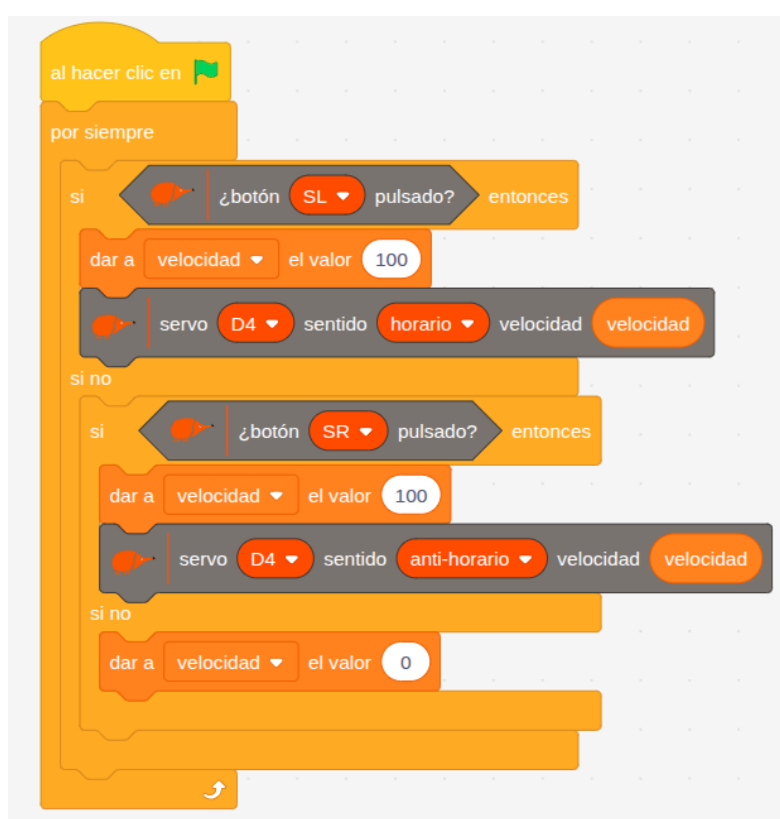 al hacer clic en
por siempre
si ¿botón SL pulsado? entonces
dar a velocidad el valor 100
servo D4 sentido horario velocidad velocidad
si no
si ¿botón SR pulsado? entonces
dar a velocidad el valor 100
servo D4 sentido anti-horario velocidad velocidad
si no
dar a velocidad el valor 0